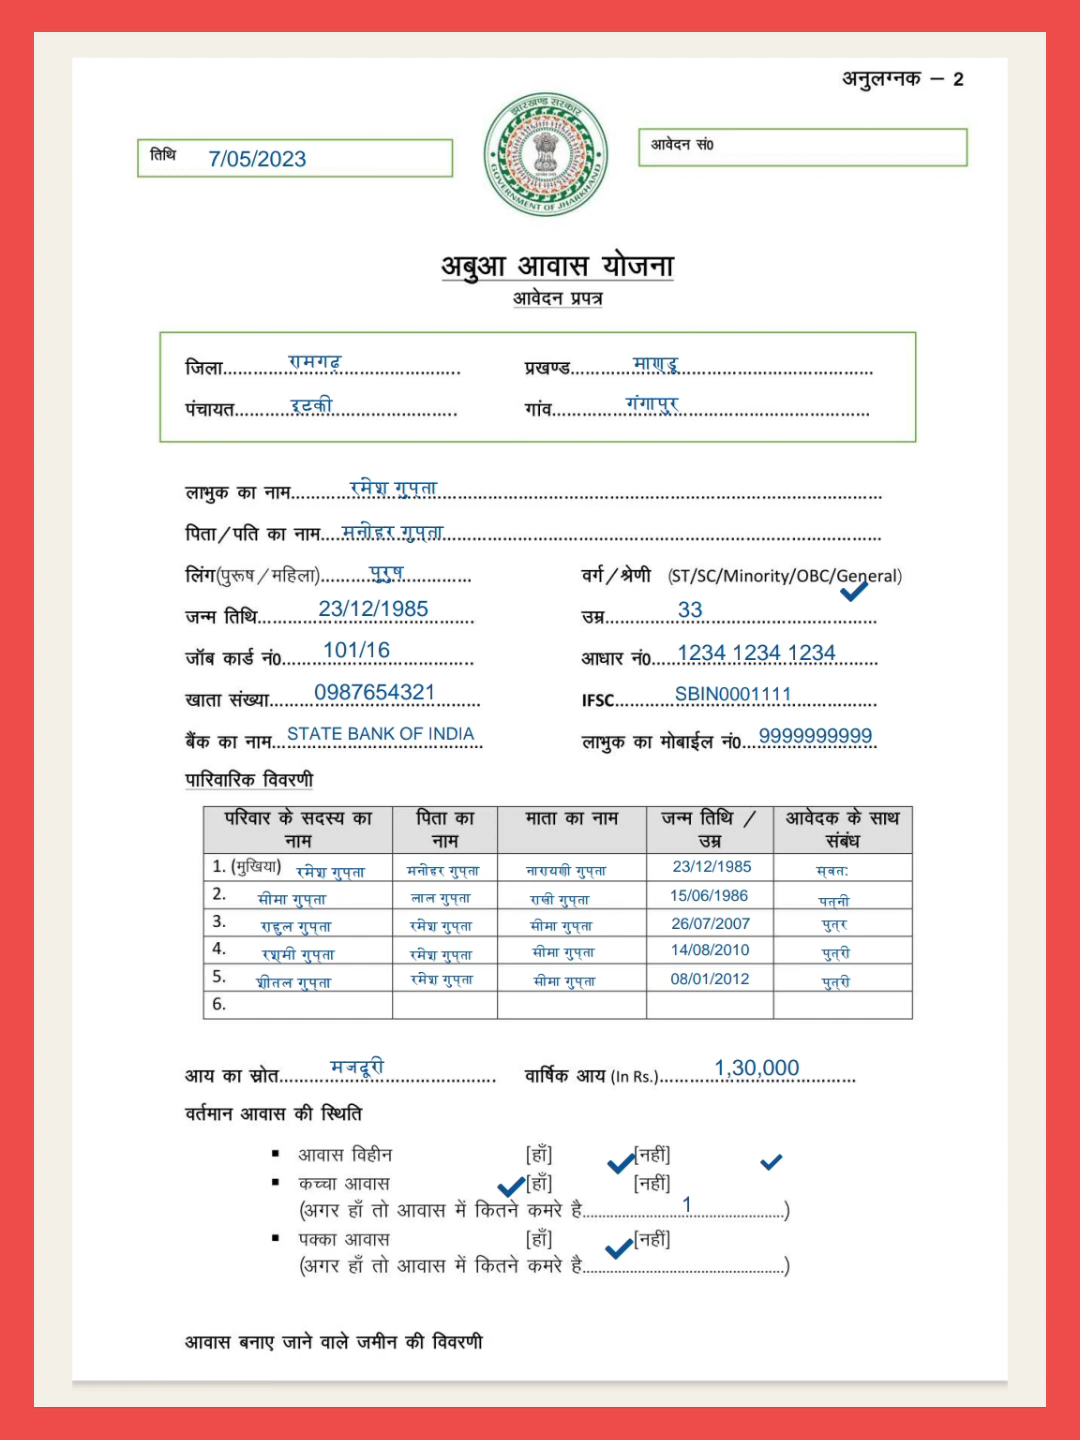 अनुलग्नक – 2
तिथि 7/05/2023
झारखण्ड सरकार
GOVERNMENT OF JHARKHAND
आवेदन सं0
अबुआ आवास योजना
आवेदन प्रपत्र
जिला........रामगढ़........ प्रखण्ड........माण्डू........
पंचायत........इटकी........ गांव........गंगापुर........
लाभुक का नाम........रमेश गुप्ता........
पिता/पति का नाम........मनोहर गुप्ता........
लिंग(पुरूष/महिला)........पुरुष........ वर्ग/श्रेणी (ST/SC/Minority/OBC/General)
जन्म तिथि........23/12/1985........ उम्र........33........
जॉब कार्ड नं0........101/16........ आधार नं0........1234 1234 1234........
खाता संख्या........0987654321........ IFSC........SBIN0001111........
बैंक का नाम...STATE BANK OF INDIA... लाभुक का मोबाईल नं0...9999999999...
पारिवारिक विवरणी
परिवार के सदस्य का नाम पिता का नाम माता का नाम जन्म तिथि / उम्र आवेदक के साथ संबंध
1. (मुखिया) रमेश गुप्ता मनोहर गुप्ता नारायणी गुप्ता 23/12/1985 स्वत:
2. सीमा गुप्ता लाल गुप्ता राखी गुप्ता 15/06/1986 पत्नी
3. राहुल गुप्ता रमेश गुप्ता सीमा गुप्ता 26/07/2007 पुत्र
4. रश्मी गुप्ता रमेश गुप्ता सीमा गुप्ता 14/08/2010 पुत्री
5. शीतल गुप्ता रमेश गुप्ता सीमा गुप्ता 08/01/2012 पुत्री
6.
आय का स्रोत........मजदूरी........ वार्षिक आय (In Rs.)........1,30,000........
वर्तमान आवास की स्थिति
▪ आवास विहीन [हाँ] ✔[नहीं] ✔
▪ कच्चा आवास ✔[हाँ] [नहीं]
(अगर हाँ तो आवास में कितने कमरे है........1........)
▪ पक्का आवास [हाँ] ✔[नहीं]
(अगर हाँ तो आवास में कितने कमरे है................)
आवास बनाए जाने वाले जमीन की विवरणी